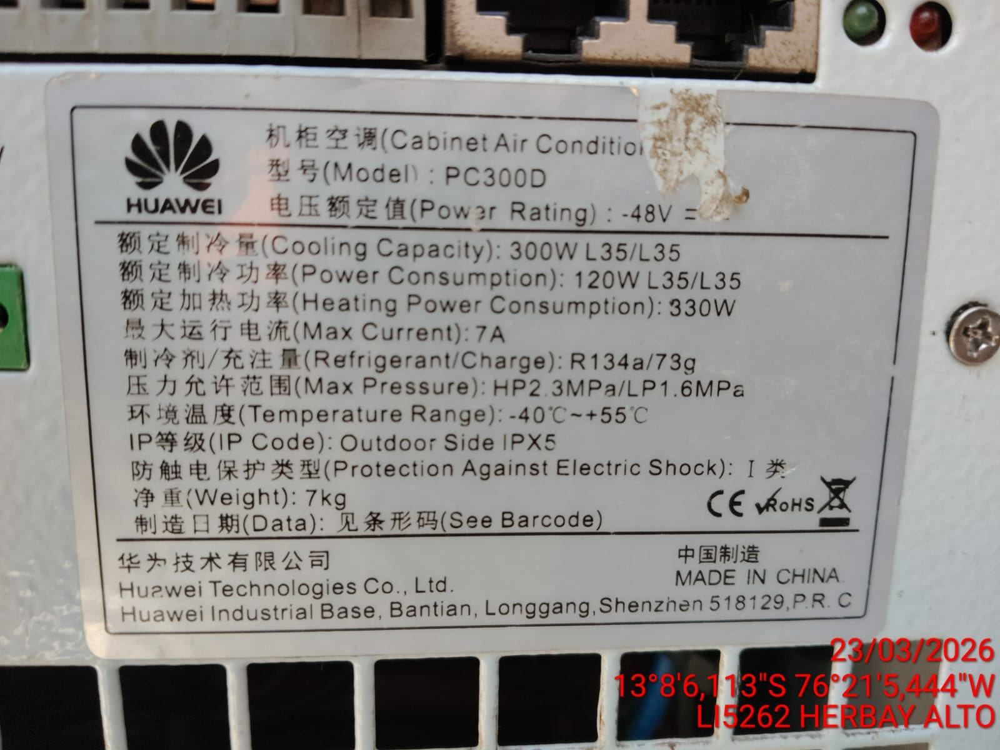 机柜空调(Cabinet Air Condition
HUAWEI
型号(Model): PC300D
电压额定值(Power Rating): -48V
额定制冷量(Cooling Capacity): 300W L35/L35
额定制冷功率(Power Consumption): 120W L35/L35
额定加热功率(Heating Power Consumption): 330W
最大运行电流(Max Current): 7A
制冷剂/充注量(Refrigerant/Charge): R134a/73g
压力允许范围(Max Pressure): HP2.3MPa/LP1.6MPa
环境温度(Temperature Range): -40℃~+55℃
IP等级(IP Code): Outdoor Side IPX5
防触电保护类型(Protection Against Electric Shock): I 类
净重(Weight): 7kg
CE RoHS
制造日期(Data): 见条形码(See Barcode)
华为技术有限公司
中国制造
Huawei Technologies Co., Ltd.
MADE IN CHINA.
Huawei Industrial Base, Bantian, Longgang, Shenzhen 518129, P.R. C
23/03/2026
13°8'6,113"S 76°21'5,444"W
LI5262 HERBAY ALTO